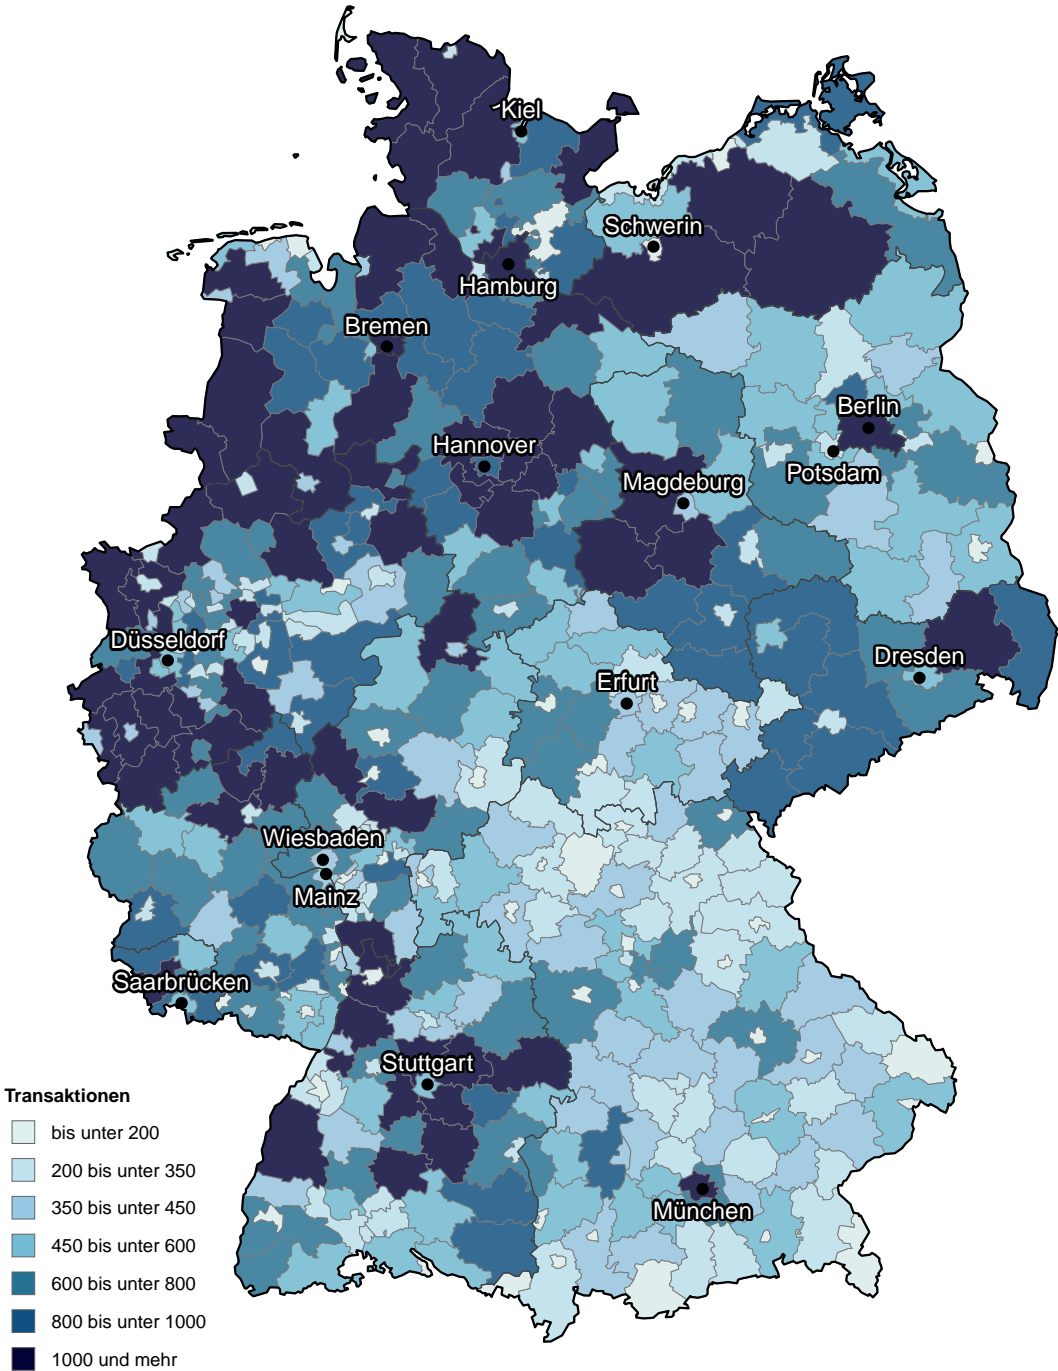 Kiel
Schwerin
Hamburg
Bremen
Berlin
Hannover
Potsdam
Magdeburg
Düsseldorf
Dresden
Erfurt
Wiesbaden
Mainz
Saarbrücken
Stuttgart
München
Transaktionen
bis unter 200
200 bis unter 350
350 bis unter 450
450 bis unter 600
600 bis unter 800
800 bis unter 1000
1000 und mehr